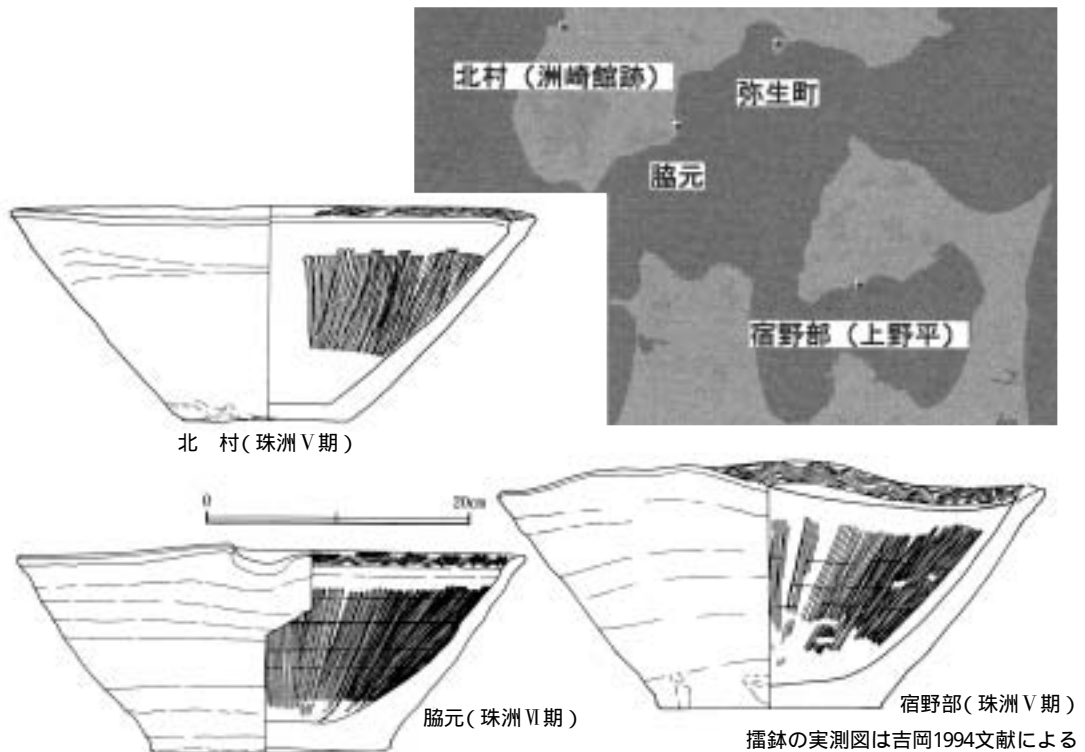 北村（洲崎館跡）
弥生町
脇元
宿野部（上野平）
北　村（珠洲Ⅴ期）
0　20cm
脇元（珠洲Ⅵ期）
宿野部（珠洲Ⅴ期）
擂鉢の実測図は吉岡1994文献による